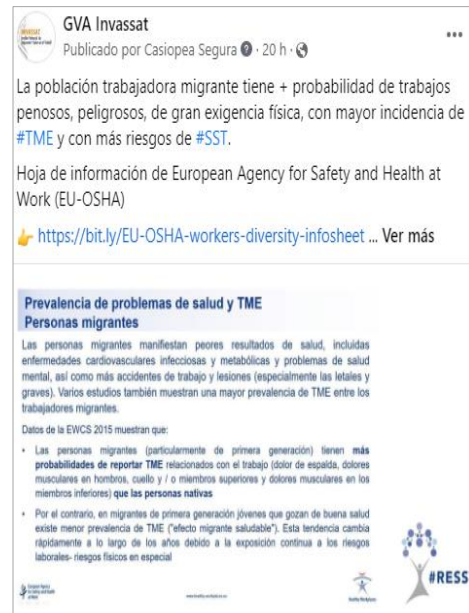 GVA Invassat
Publicado por Casiopea Segura · 20 h ·
La población trabajadora migrante tiene + probabilidad de trabajos
penosos, peligrosos, de gran exigencia física, con mayor incidencia de
#TME y con más riesgos de #SST.
Hoja de información de European Agency for Safety and Health at
Work (EU-OSHA)
👉 https://bit.ly/EU-OSHA-workers-diversity-infosheet ... Ver más
Prevalencia de problemas de salud y TME
Personas migrantes
Las personas migrantes manifiestan peores resultados de salud, incluidas
enfermedades cardiovasculares infecciosas y metabólicas y problemas de salud
mental, así como más accidentes de trabajo y lesiones (especialmente las letales y
graves). Varios estudios también muestran una mayor prevalencia de TME entre los
trabajadores migrantes.
Datos de la EWCS 2015 muestran que:
• Las personas migrantes (particularmente de primera generación) tienen más
probabilidades de reportar TME relacionados con el trabajo (dolor de espalda, dolores
musculares en hombros, cuello y / o miembros superiores y dolores musculares en los
miembros inferiores) que las personas nativas
• Por el contrario, en migrantes de primera generación jóvenes que gozan de buena salud
existe menor prevalencia de TME ("efecto migrante saludable"). Esta tendencia cambia
rápidamente a lo largo de los años debido a la exposición continua a los riesgos
laborales- riesgos físicos en especial
#RESS